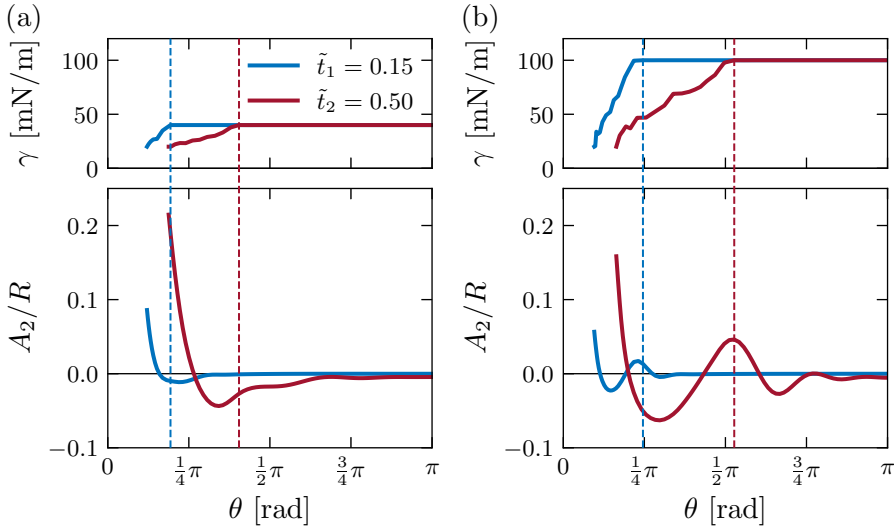 (a)
γ [mN/m]
100
50
0
t̃₁ = 0.15
t̃₂ = 0.50
A₂/R
0.2
0.1
0.0
−0.1
0
¼π
½π
¾π
π
θ [rad]
(b)
γ [mN/m]
100
50
0
A₂/R
0.2
0.1
0.0
−0.1
0
¼π
½π
¾π
π
θ [rad]